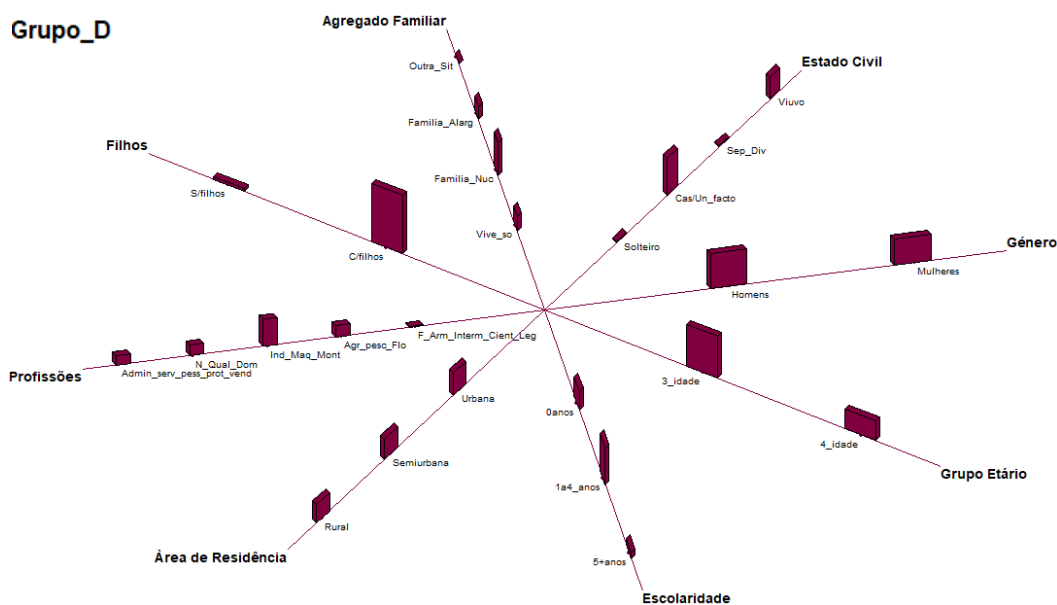 Grupo_D
Agregado Familiar
Outra_Sit
Familia_Alarg
Familia_Nuc
Vive_so
Estado Civil
Viuvo
Sep_Div
Cas/Un_facto
Solteiro
Filhos
S/filhos
C/filhos
Género
Mulheres
Homens
Profissões
Admin_serv_pess_prot_vend
N_Qual_Dom
Ind_Maq_Mont
Agr_pesc_Flo
F_Arm_Interm_Cient_Leg
3_idade
4_idade
Grupo Etário
Urbana
Semiurbana
Rural
Área de Residência
0anos
1a4_anos
5+anos
Escolaridade